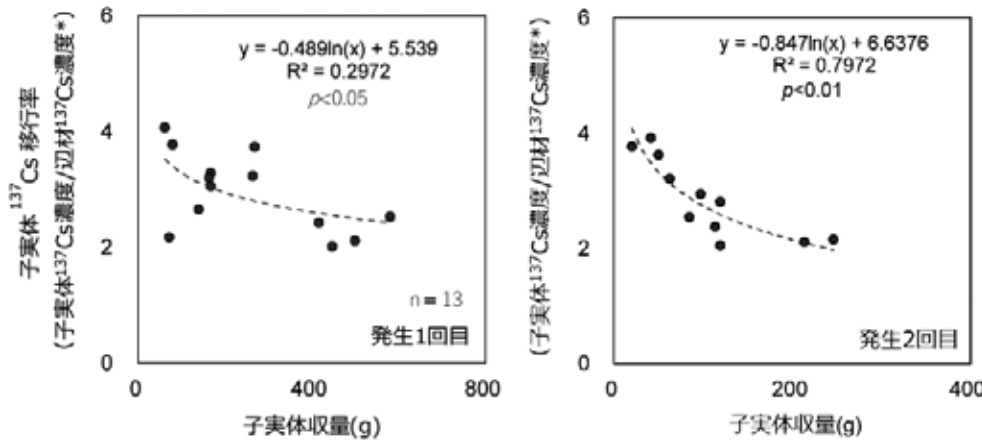 子実体 ¹³⁷Cs 移行率
(子実体¹³⁷Cs濃度/辺材¹³⁷Cs濃度*)
6
4
2
0
y = -0.489ln(x) + 5.539
R² = 0.2972
p<0.05
n = 13
発生1回目
0
400
800
子実体収量(g)
(子実体¹³⁷Cs濃度/辺材¹³⁷Cs濃度*)
6
4
2
0
y = -0.847ln(x) + 6.6376
R² = 0.7972
p<0.01
発生2回目
0
200
400
子実体収量(g)